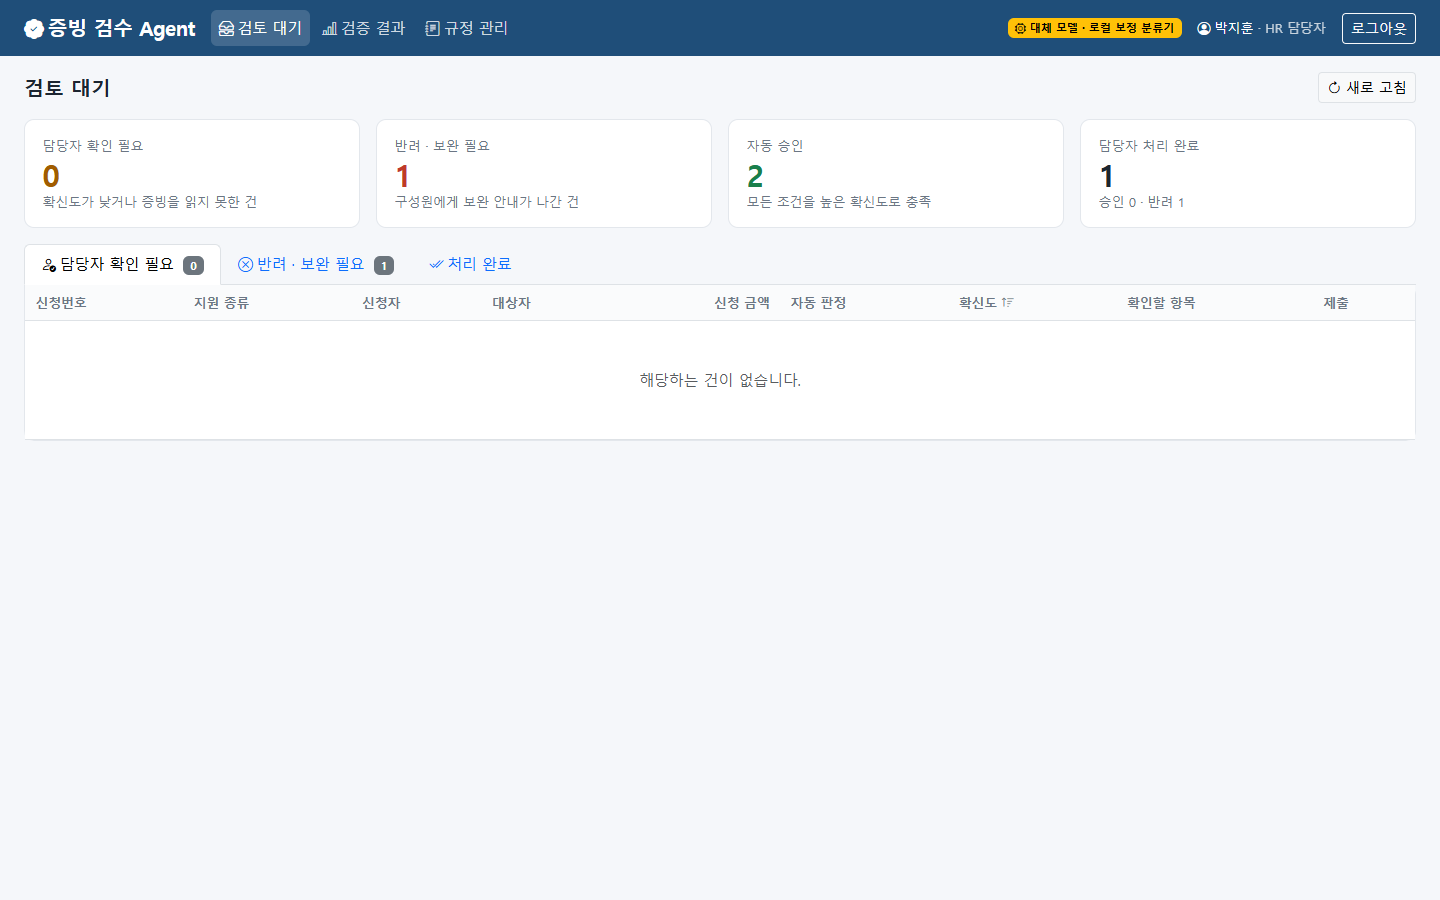 증빙 검수 Agent 검토 대기 검증 결과 규정 관리 대체 모델 · 로컬 보정 분류기 박지훈 · HR 담당자 로그아웃
검토 대기 새로 고침
담당자 확인 필요
0
확신도가 낮거나 증빙을 읽지 못한 건
반려 · 보완 필요
1
구성원에게 보완 안내가 나간 건
자동 승인
2
모든 조건을 높은 확신도로 충족
담당자 처리 완료
1
승인 0 · 반려 1
담당자 확인 필요 0 반려 · 보완 필요 1 처리 완료
신청번호 지원 종류 신청자 대상자 신청 금액 자동 판정 확신도 확인할 항목 제출
해당하는 건이 없습니다.